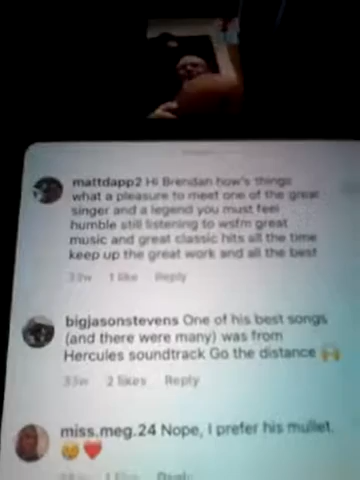 mattdapp2 Hi Brendan how's things
what a pleasure to meet one of the great
singer and a legend you must feel
humble still listening to wsfm great
music and great classic hits all the time
keep up the great work and all the best
33w 1 like Reply
bigjasonstevens One of his best songs
(and there were many) was from
Hercules soundtrack Go the distance 🙌
33w 2 likes Reply
miss.meg.24 Nope, I prefer his mullet.
😢❤️
1 like Reply